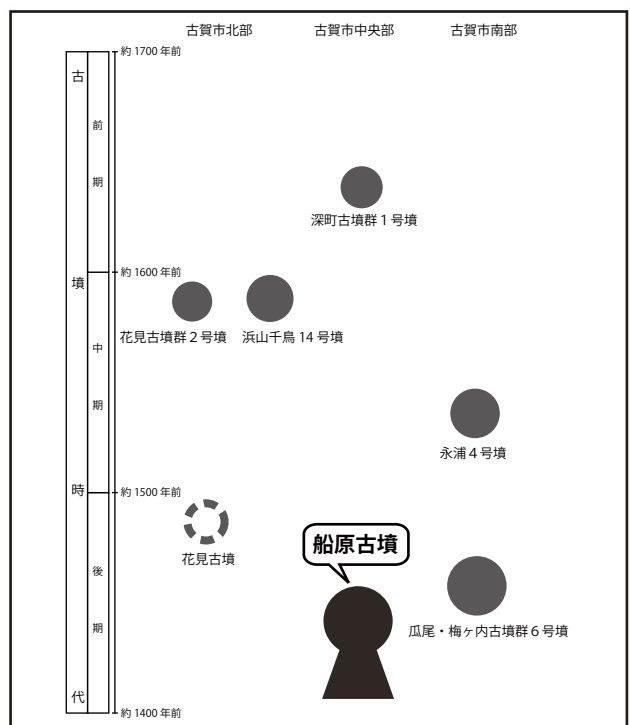 古賀市北部
古賀市中央部
古賀市南部
古墳時代
前期
中期
後期
約 1700 年前
深町古墳群 1 号墳
約 1600 年前
花見古墳群 2 号墳
浜山千鳥 14 号墳
永浦 4 号墳
約 1500 年前
花見古墳
船原古墳
瓜尾・梅ヶ内古墳群 6 号墳
約 1400 年前